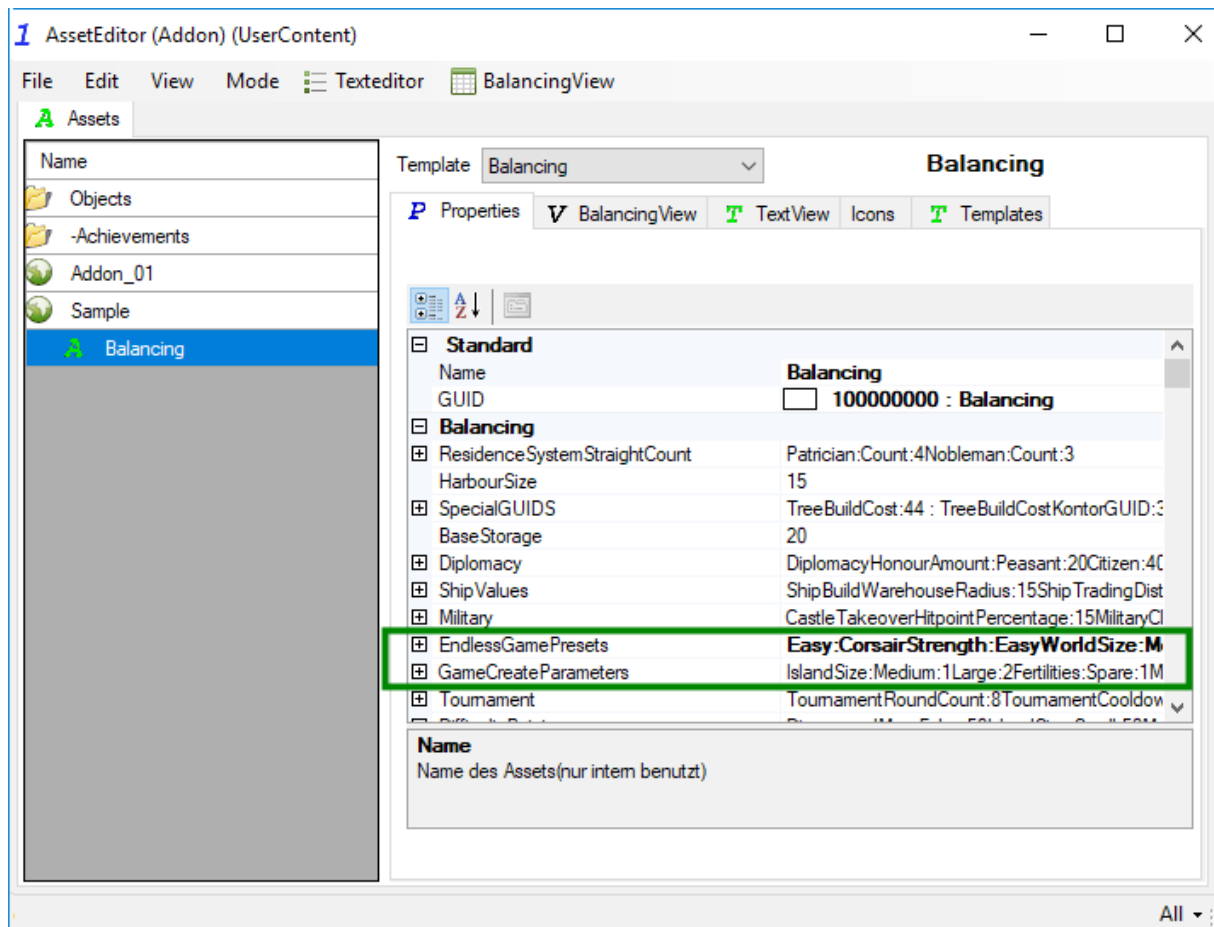 1 AssetEditor (Addon) (UserContent)
File Edit View Mode Texteditor BalancingView
A Assets
Name
Objects
-Achievements
Addon_01
Sample
A Balancing
Template Balancing Balancing
P Properties V BalancingView T TextView Icons T Templates
A Z
Standard
Name Balancing
GUID 100000000 : Balancing
Balancing
ResidenceSystemStraightCount Patrician:Count:4Nobleman:Count:3
HarbourSize 15
SpecialGUIDS TreeBuildCost:44 : TreeBuildCostKontorGUID:3
BaseStorage 20
Diplomacy DiplomacyHonourAmount:Peasant:20Citizen:40
ShipValues ShipBuildWarehouseRadius:15ShipTradingDist
Military CastleTakeoverHitpointPercentage:15MilitaryCl
EndlessGamePresets Easy:CorsairStrength:EasyWorldSize:M
GameCreateParameters IslandSize:Medium:1Large:2Fertilities:Spare:1M
Tournament TournamentRoundCount:8TournamentCooldow
Name
Name des Assets(nur intern benutzt)
All